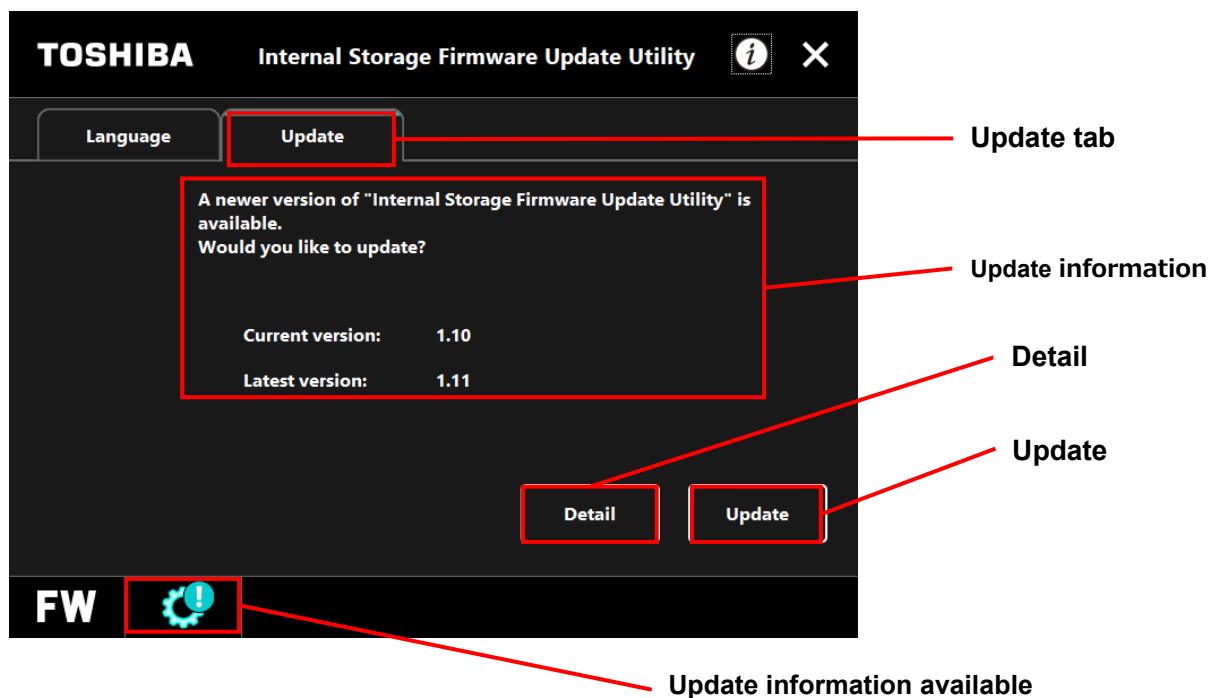 TOSHIBA Internal Storage Firmware Update Utility i
Language Update
Update tab
A newer version of "Internal Storage Firmware Update Utility" is
available.
Would you like to update?
Update information
Current version: 1.10
Detail
Latest version: 1.11
Update
Detail Update
FW !
Update information available